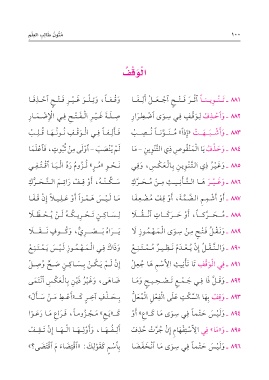 ١٠٠ مُتُونُ طَالِبِ العِلْمِ
الْوَقْفُ
٨٨١ - تَنْوِينًا اثْرَ فَتْحٍ اجْعَلْ أَلِفَا وَقْفًا، وَتِلْوَ غَيْرِ فَتْحٍ احْذِفَا
٨٨٢ - وَاحْذِفْ لِوَقْفٍ فِي سِوَى اضْطِرَارِ صِلَةَ غَيْرِ الْفَتْحِ فِي الْإِضْمَارِ
٨٨٣ - وَأَشْبَهَتْ «إِذًا» مُنَوَّنًا نُصِبْ فَأَلِفًا فِي الْوَقْفِ نُونُهَا قُلِبْ
٨٨٤ - وَحَذْفُ يَا الْمَنْقُوصِ ذِي التَّنْوِينِ - مَا لَمْ يُنْصَبَ - أَوْلَى مِنْ ثُبُوتٍ، فَاعْلَمَا
٨٨٥ - وَغَيْرُ ذِي التَّنْوِينِ بِالْعَكْسِ، وَفِي نَحْوِ «مُرٍ» لُزُومُ رَدِّ الْيَا اقْتُفِي
٨٨٦ - وَغَيْرَ هَا التَّأْنِيثِ مِنْ مُحَرَّكِ سَكِّنْهُ، أَوْ قِفْ رَائِمَ التَّحَرُّكِ
٨٨٧ - أَوْ أَشْمِمِ الضَّمَّةَ، أَوْ قِفْ مُضْعِفَا مَا لَيْسَ هَمْزًا أَوْ عَلِيلًا إِنْ قَفَا
٨٨٨ - مُحَرَّكًا، أَوْ حَرَكَاتٍ انْقُلَا لِسَاكِنٍ تَحْرِيكُهُ لَنْ يُحْظَلَا
٨٨٩ - وَنَقْلُ فَتْحٍ مِنْ سِوَى الْمَهْمُوزِ لَا يَرَاهُ بَصْرِيٌّ، وَكُوفٍ نَقَلَا
٨٩٠ - وَالنَّقْلُ إِنْ يُعْدَمْ نَظِيرٌ مُمْتَنِعْ وَذَاكَ فِي الْمَهْمُوزِ لَيْسَ يَمْتَنِعْ
٨٩١ - فِي الْوَقْفِ تَا تَأْنِيثِ الِاسْمِ هَا جُعِلْ إِنْ لَمْ يَكُنْ بِسَاكِنٍ صَحَّ وُصِلْ
٨٩٢ - وَقَلَّ ذَا فِي جَمْعِ تَصْحِيحٍ وَمَا ضَاهَى، وَغَيْرُ ذَيْنِ بِالْعَكْسِ انْتَمَى
٨٩٣ - وَقِفْ بِهَا السَّكْتِ عَلَى الْفِعْلِ الْمُعَلْ بِحَذْفِ آخِرٍ كَـ«أَعْطِ مَنْ سَأَلْ»
٨٩٤ - وَلَيْسَ حَتْمًا فِي سِوَى مَا كَـ«عِ» أَوْ كَـ«يَعِ» مَجْزُومًا، فَرَاعِ مَا رَعَوْا
٨٩٥ - وَ«مَا» فِي الِاسْتِفْهَامِ إِنْ جُرَّتْ حُذِفْ أَلِفُهَا، وَأَوْلِهَا الْهَا إِنْ تَقِفْ
٨٩٦ - وَلَيْسَ حَتْمًا فِي سِوَى مَا انْخَفَضَا بِاسْمٍ كَقَوْلِكَ: «اقْتِضَاءَ مَ اقْتَضَى؟»